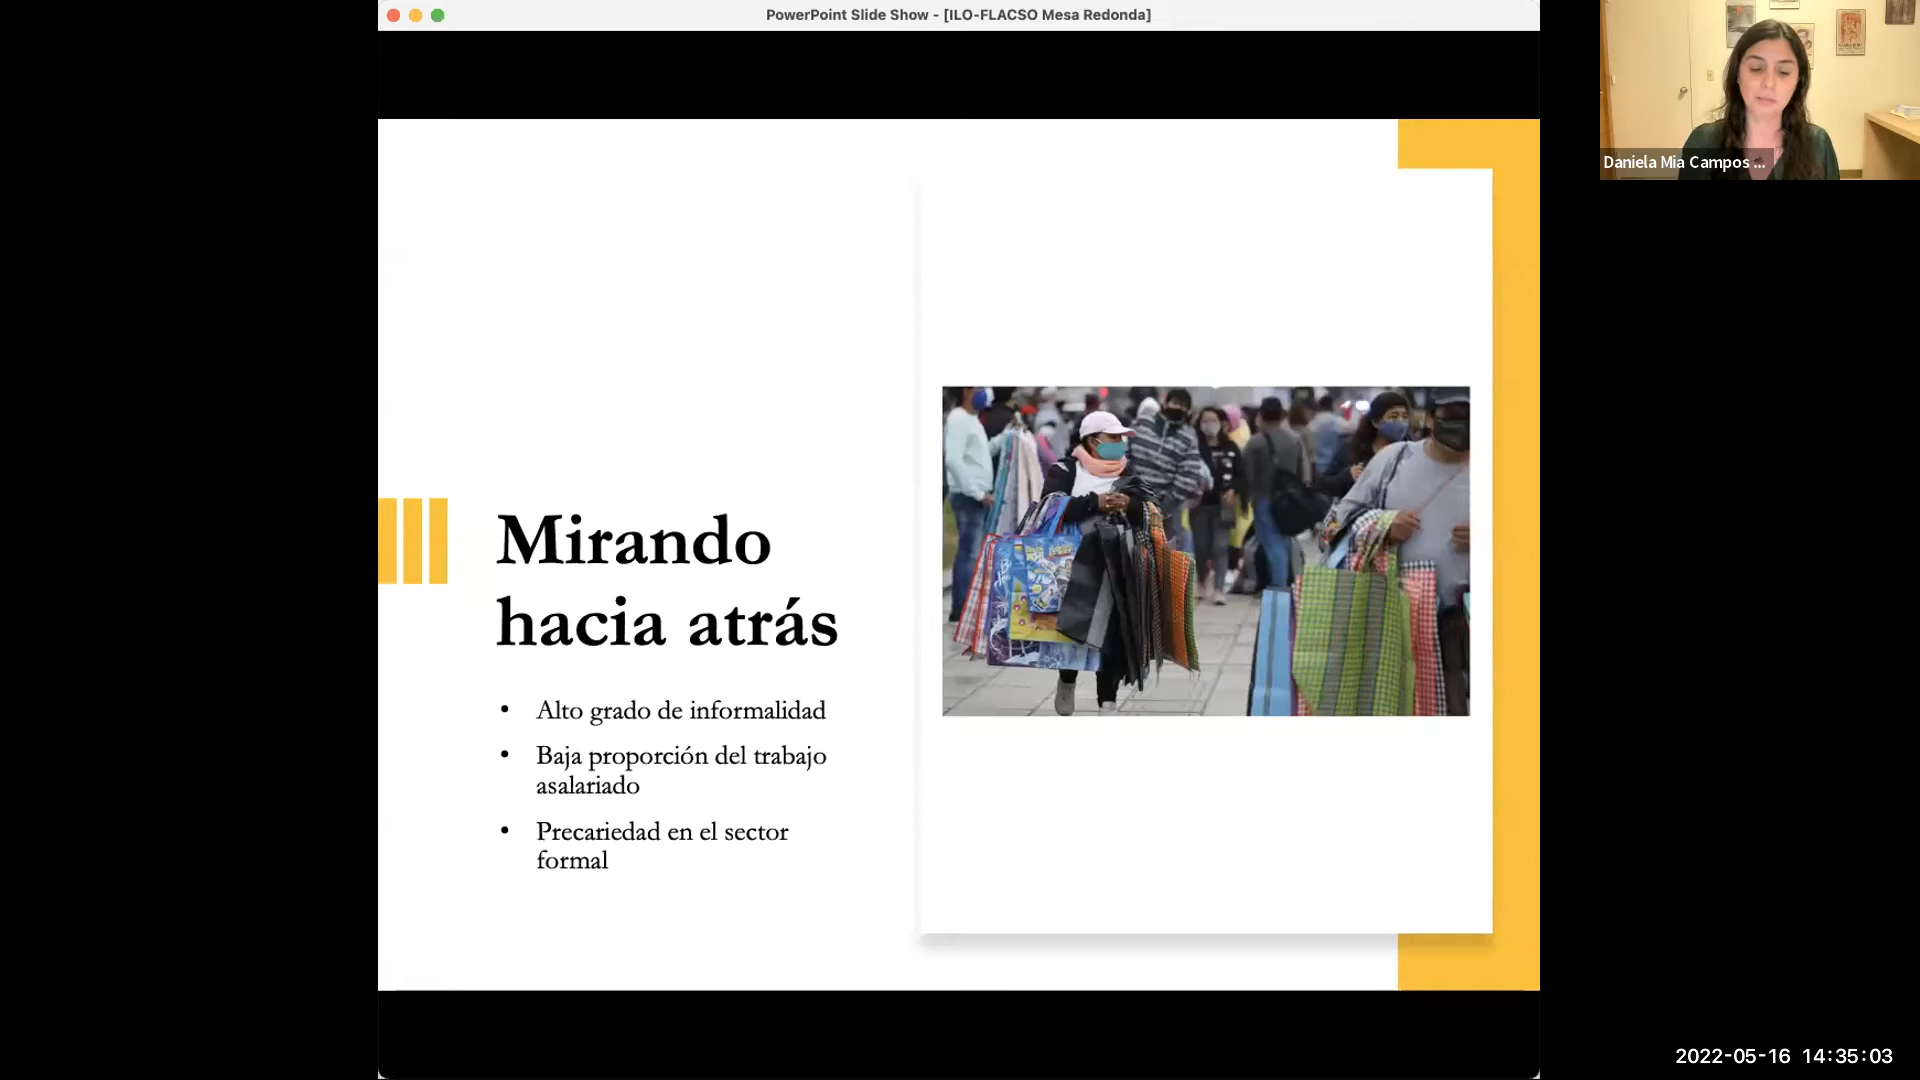 PowerPoint Slide Show - [ILO-FLACSO Mesa Redonda]
Daniela Mia Campos ...
Mirando
hacia atrás
• Alto grado de informalidad
• Baja proporción del trabajo
asalariado
• Precariedad en el sector
formal
2022-05-16 14:35:03